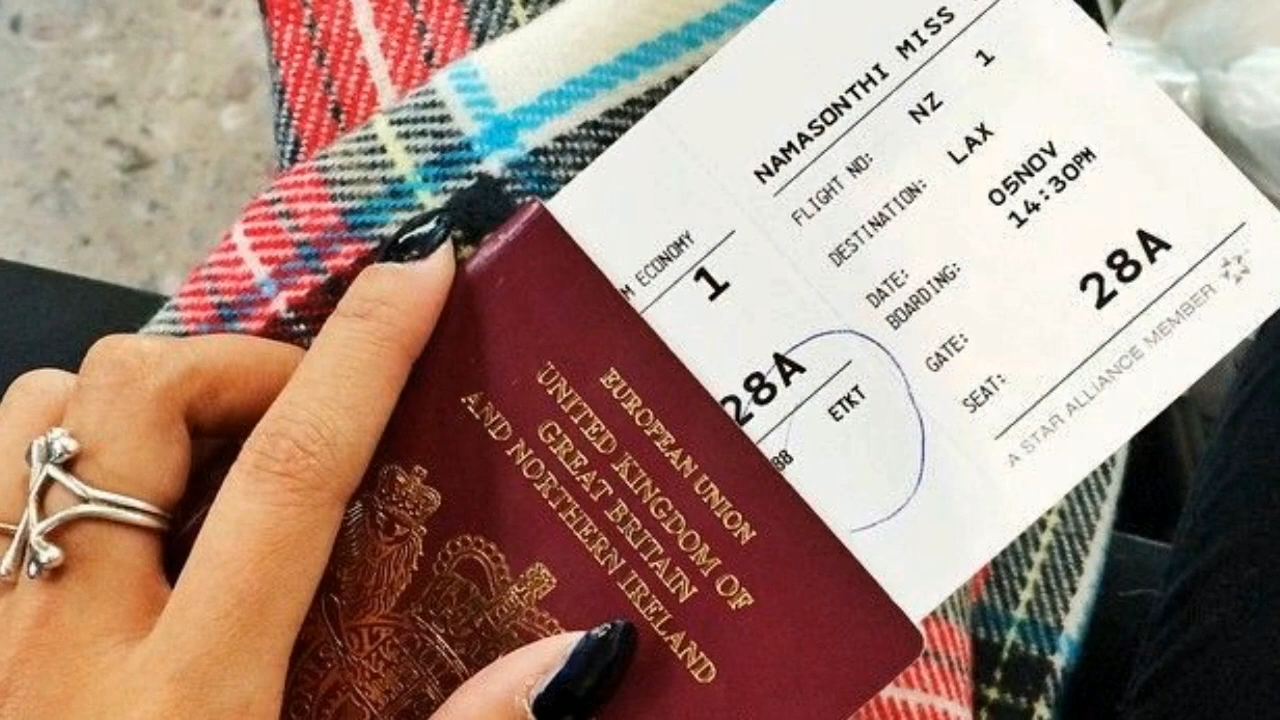 NAMASONTHI MISS
FLIGHT NO: NZ 1
DESTINATION: LAX
DATE: 05NOV
BOARDING: 14:30PM
GATE:
SEAT: 28A
A STAR ALLIANCE MEMBER
M ECONOMY
1
28A
ETKT
88
EUROPEAN UNION
UNITED KINGDOM OF
GREAT BRITAIN
AND NORTHERN IRELAND